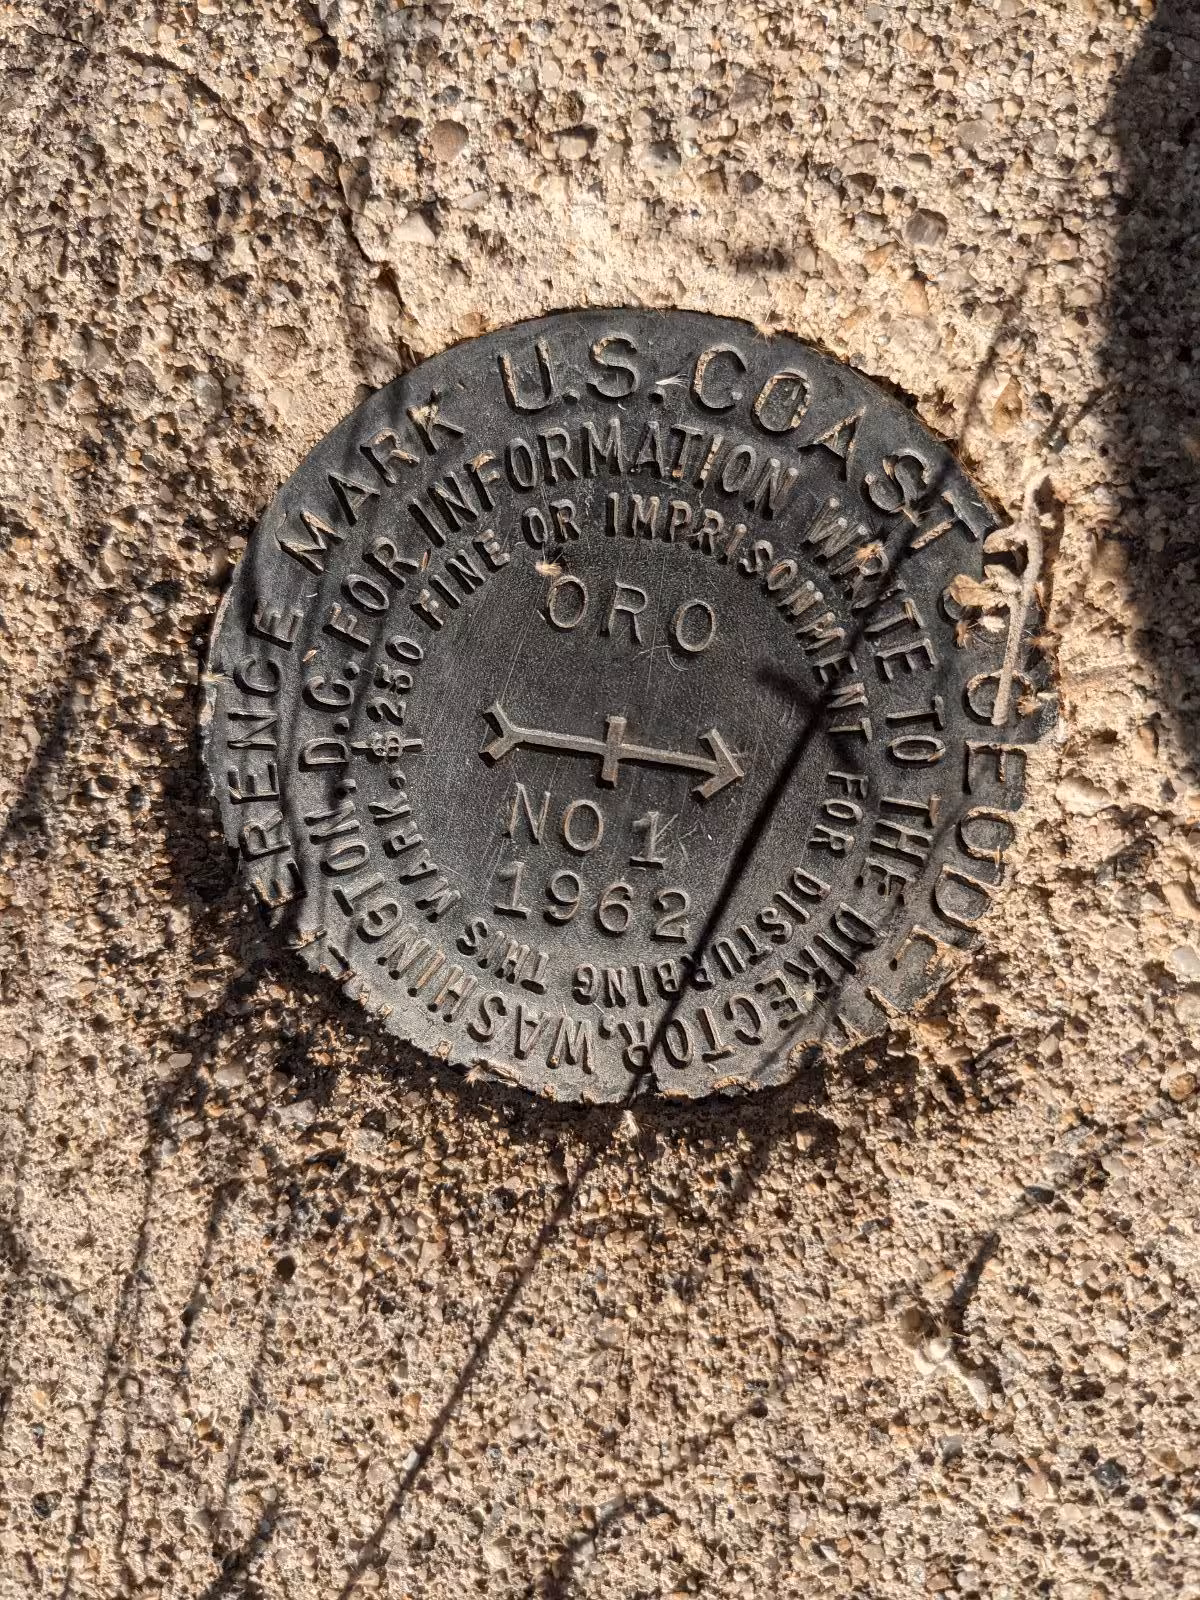 ERENCE MARK U.S. COAST & GEODE
WASHINGTON. D.C. FOR INFORMATION WRITE TO THE DIRECTOR,
$250 FINE OR IMPRISONMENT FOR DISTURBING THIS MARK.
ORO
NO 1
1962